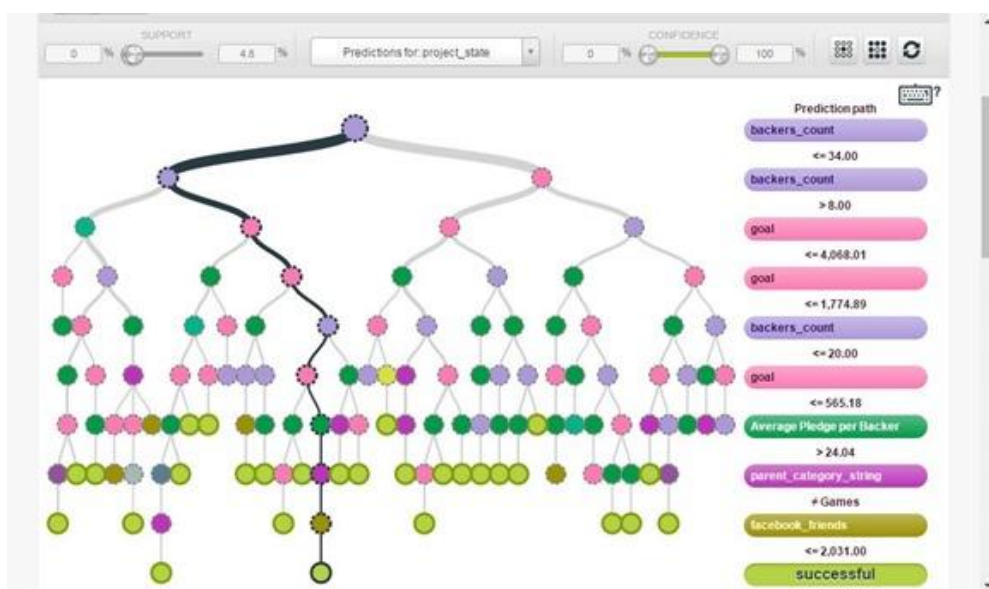 SUPPORT
CONFIDENCE
0 % 4.6 % Predictions for: project_state 0 % 100 %
?
Prediction path
backers_count
<= 34.00
backers_count
> 8.00
goal
<= 4,068.01
goal
<= 1,774.89
backers_count
<= 20.00
goal
<= 565.18
Average Pledge per Backer
> 24.04
parent_category_string
≠ Games
facebook_friends
<= 2,031.00
successful